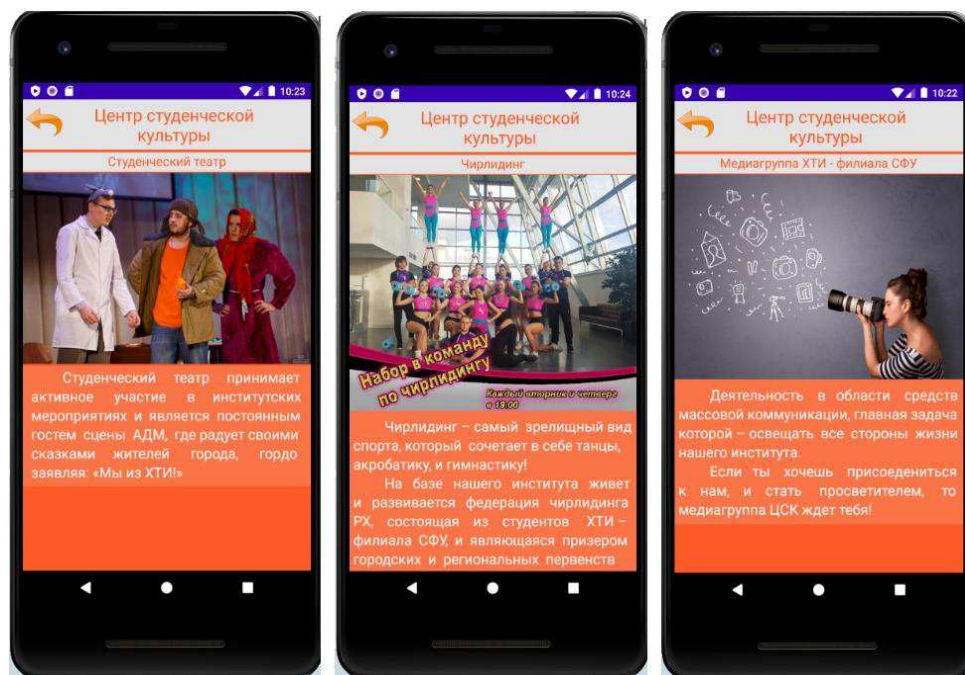 10:23
Центр студенческой
культуры
Студенческий театр
Студенческий театр принимает
активное участие в институтских
мероприятиях и является постоянным
гостем сцены АДМ, где радует своими
сказками жителей города, гордо
заявляя: «Мы из ХТИ!»
10:24
Центр студенческой
культуры
Чирлидинг
Набор в команду
по чирлидингу
Каждый вторник и четверг
в 19:00
Чирлидинг – самый зрелищный вид
спорта, который сочетает в себе танцы,
акробатику, и гимнастику!
На базе нашего института живет
и развивается федерация чирлидинга
РХ, состоящая из студентов ХТИ –
филиала СФУ, и являющаяся призером
городских и региональных первенств
10:22
Центр студенческой
культуры
Медиагруппа ХТИ - филиала СФУ
Деятельность в области средств
массовой коммуникации, главная задача
которой – освещать все стороны жизни
нашего института.
Если ты хочешь присоедениться
к нам, и стать просветителем, то
медиагруппа ЦСК ждет тебя!